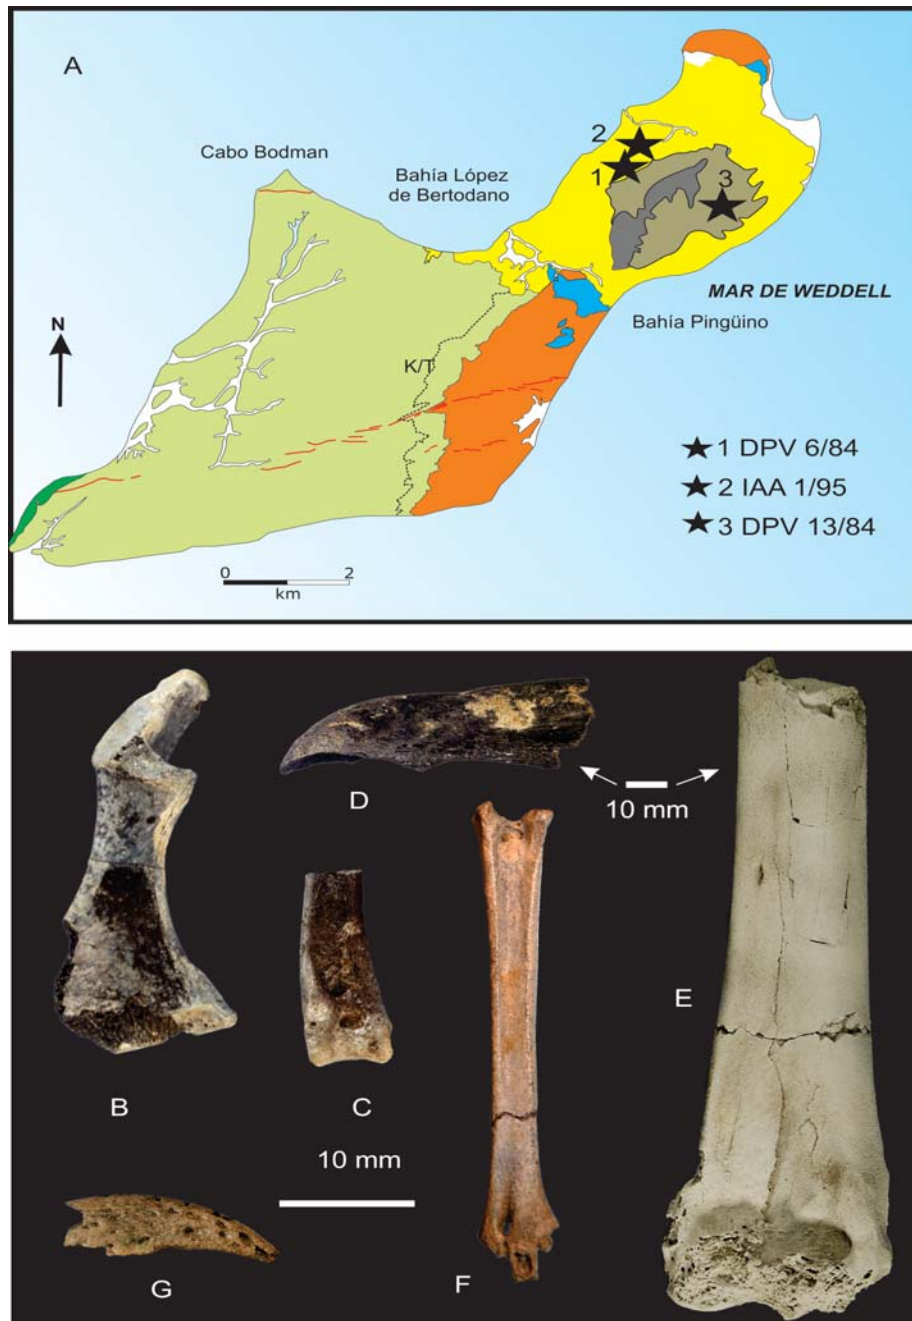 A
Cabo Bodman
Bahía López
de Bertodano
2
1
3
MAR DE WEDDELL
Bahía Pingüino
N
K/T
1 DPV 6/84
2 IAA 1/95
3 DPV 13/84
0 2
km
D
10 mm
E
B
C
10 mm
F
G